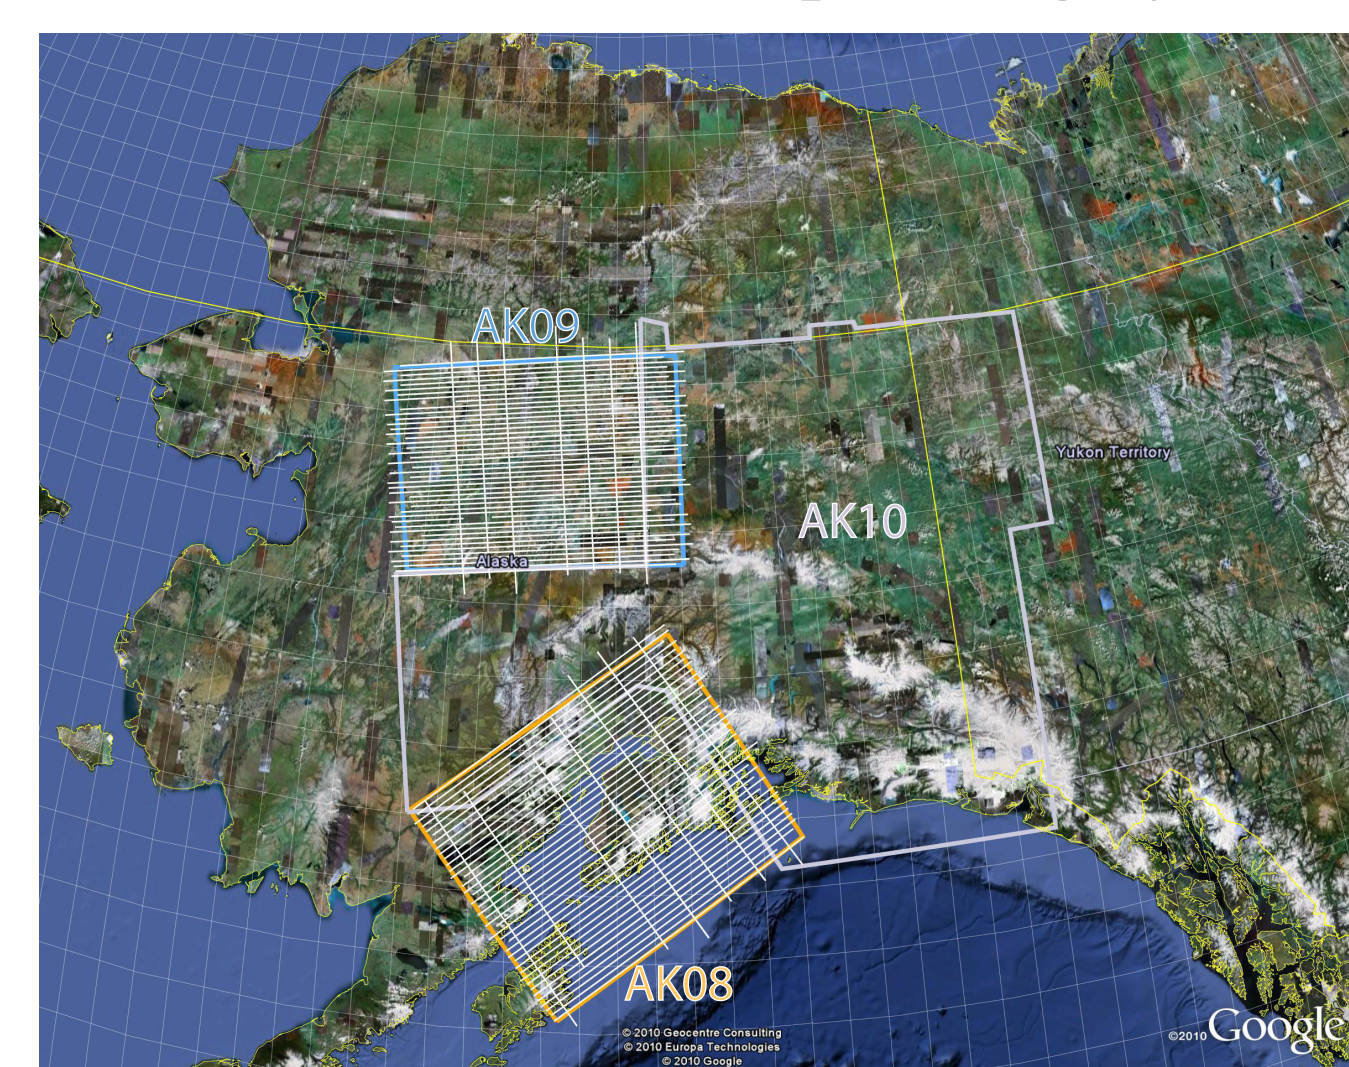 AK09
Yukon Territory
AK10
Alaska
AK08
© 2010 Geocentre Consulting
© 2010 Europa Technologies
© 2010 Google
©2010 Google